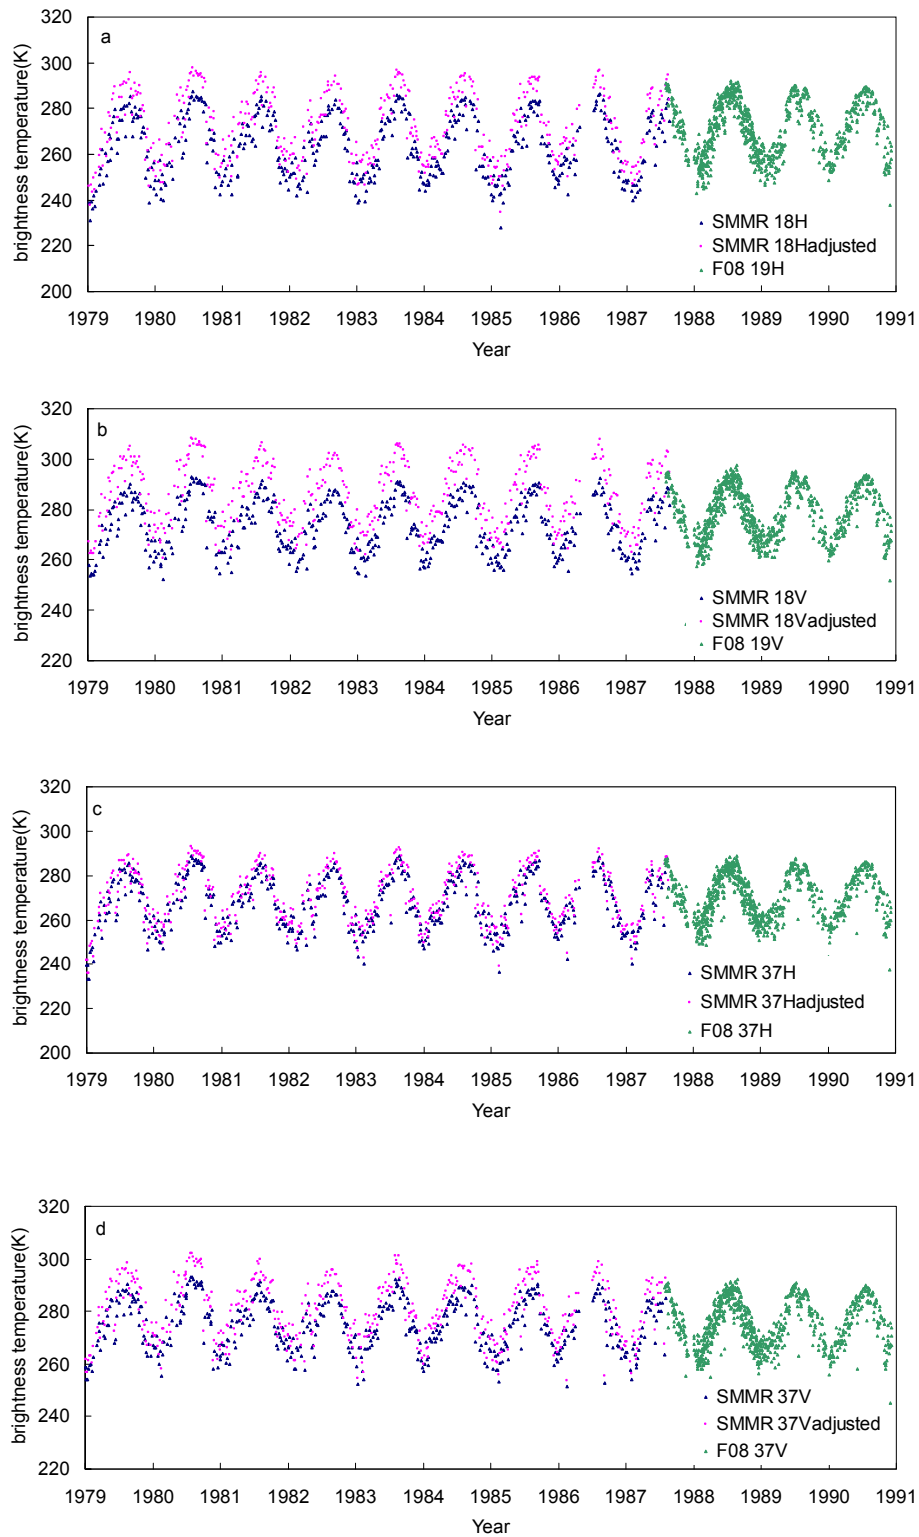 a
brightness temperature(K)
320
300
280
260
240
220
200
SMMR 18H
SMMR 18Hadjusted
F08 19H
1979 1980 1981 1982 1983 1984 1985 1986 1987 1988 1989 1990 1991
Year
b
brightness temperature(K)
320
300
280
260
240
220
SMMR 18V
SMMR 18Vadjusted
F08 19V
1979 1980 1981 1982 1983 1984 1985 1986 1987 1988 1989 1990 1991
Year
c
brightness temperature(K)
320
300
280
260
240
220
200
SMMR 37H
SMMR 37Hadjusted
F08 37H
1979 1980 1981 1982 1983 1984 1985 1986 1987 1988 1989 1990 1991
Year
d
brightness temperature(K)
320
300
280
260
240
220
SMMR 37V
SMMR 37Vadjusted
F08 37V
1979 1980 1981 1982 1983 1984 1985 1986 1987 1988 1989 1990 1991
Year